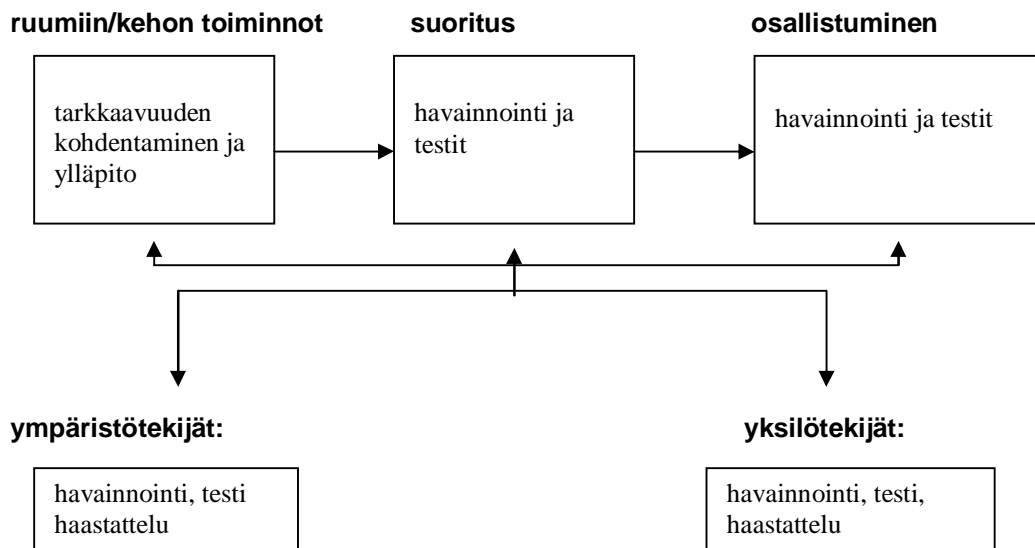 ruumiin/kehon toiminnot
suoritus
osallistuminen
tarkkaavuuden
kohdentaminen ja
ylläpito
havainnointi ja
testit
havainnointi ja testit
ympäristötekijät:
yksilötekijät:
havainnointi, testi
haastattelu
havainnointi, testi,
haastattelu